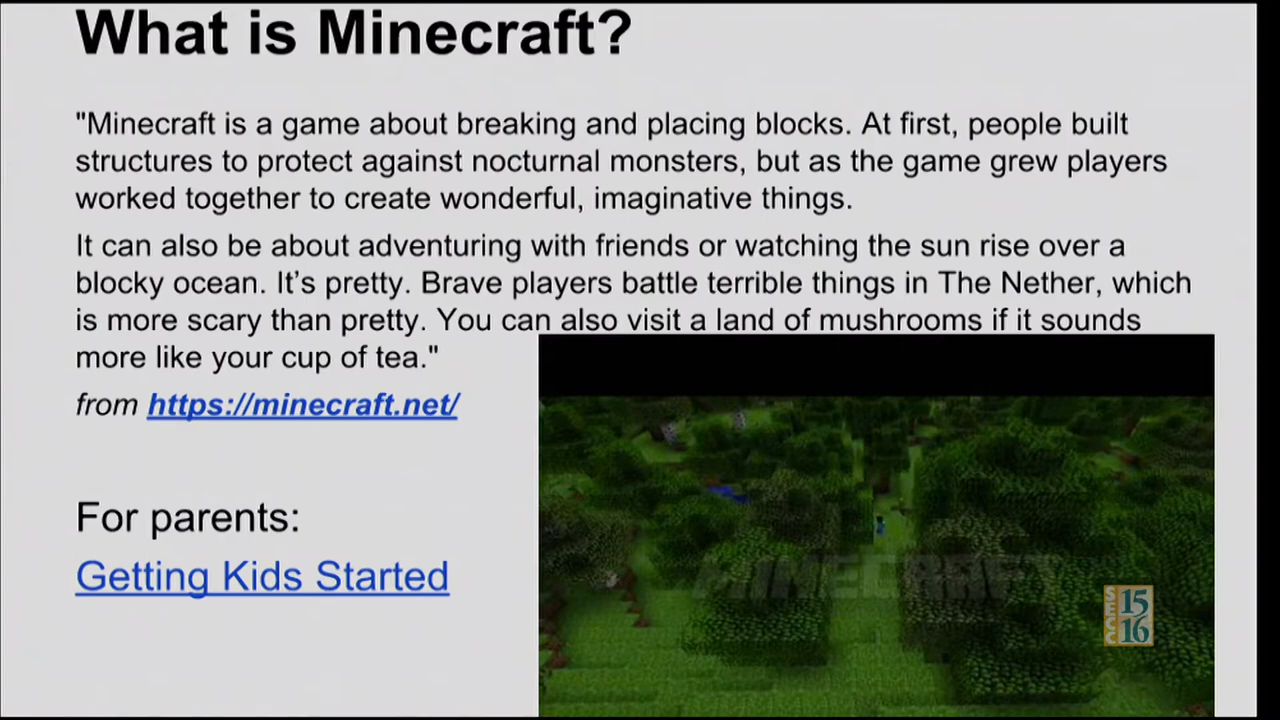 What is Minecraft?
"Minecraft is a game about breaking and placing blocks. At first, people built
structures to protect against nocturnal monsters, but as the game grew players
worked together to create wonderful, imaginative things.
It can also be about adventuring with friends or watching the sun rise over a
blocky ocean. It’s pretty. Brave players battle terrible things in The Nether, which
is more scary than pretty. You can also visit a land of mushrooms if it sounds
more like your cup of tea."
from https://minecraft.net/
For parents:
Getting Kids Started
MINECRAFT
SECC 15 16